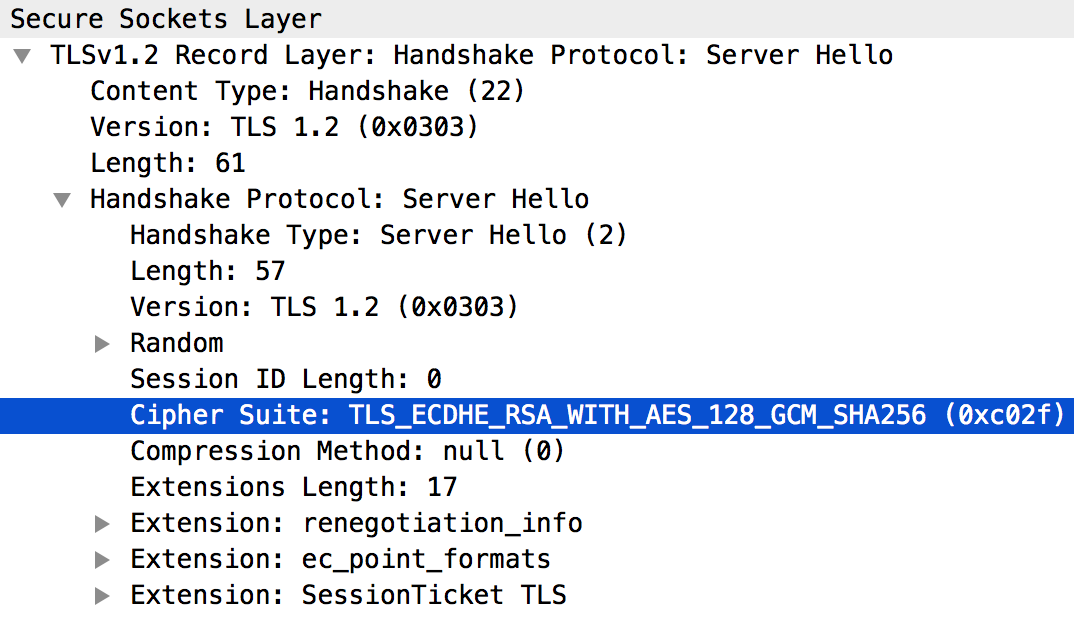 Secure Sockets Layer
TLSv1.2 Record Layer: Handshake Protocol: Server Hello
Content Type: Handshake (22)
Version: TLS 1.2 (0x0303)
Length: 61
Handshake Protocol: Server Hello
Handshake Type: Server Hello (2)
Length: 57
Version: TLS 1.2 (0x0303)
Random
Session ID Length: 0
Cipher Suite: TLS_ECDHE_RSA_WITH_AES_128_GCM_SHA256 (0xc02f)
Compression Method: null (0)
Extensions Length: 17
Extension: renegotiation_info
Extension: ec_point_formats
Extension: SessionTicket TLS